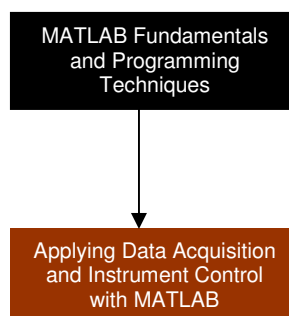 MATLAB Fundamentals
and Programming
Techniques
Applying Data Acquisition
and Instrument Control
with MATLAB